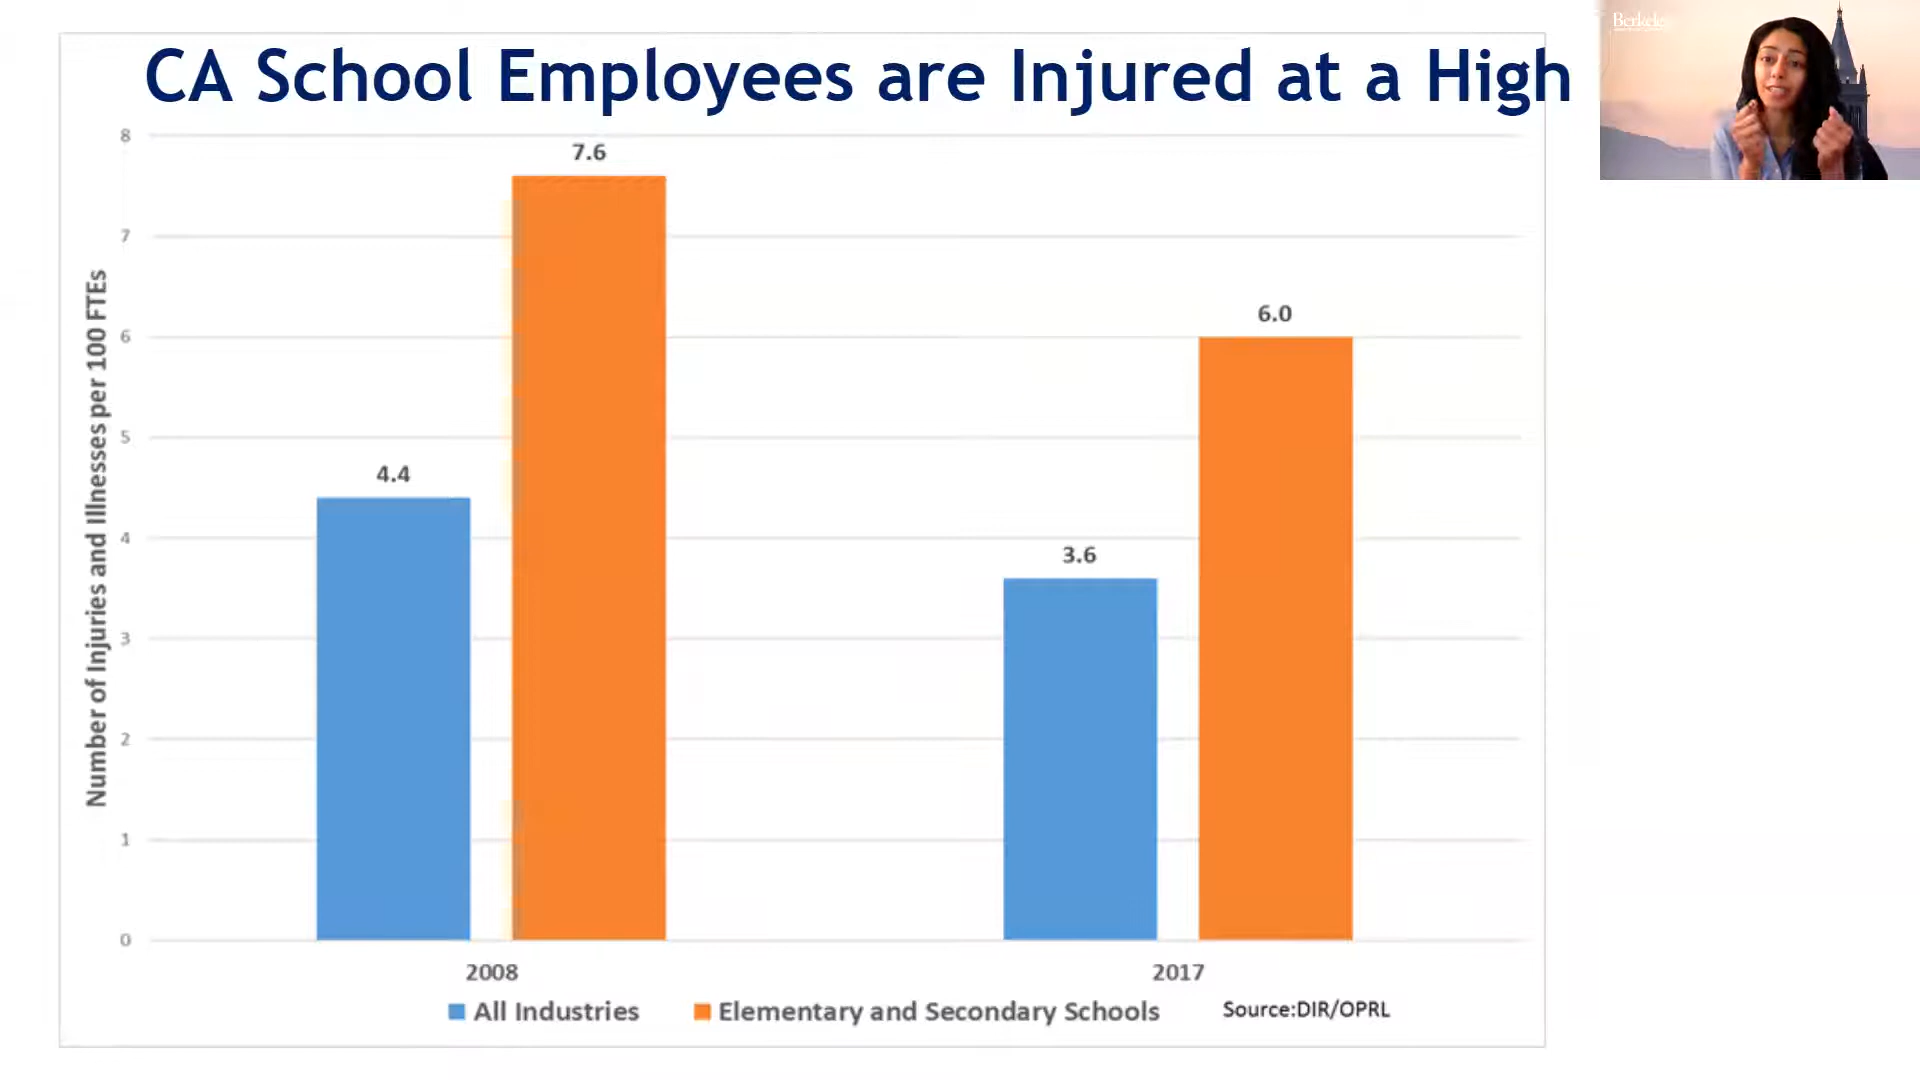 CA School Employees are Injured at a High
Berkele
8
7
6
5
4
3
2
1
0
Number of Injuries and Illnesses per 100 FTEs
4.4
7.6
3.6
6.0
2008
2017
All Industries
Elementary and Secondary Schools
Source:DIR/OPRL